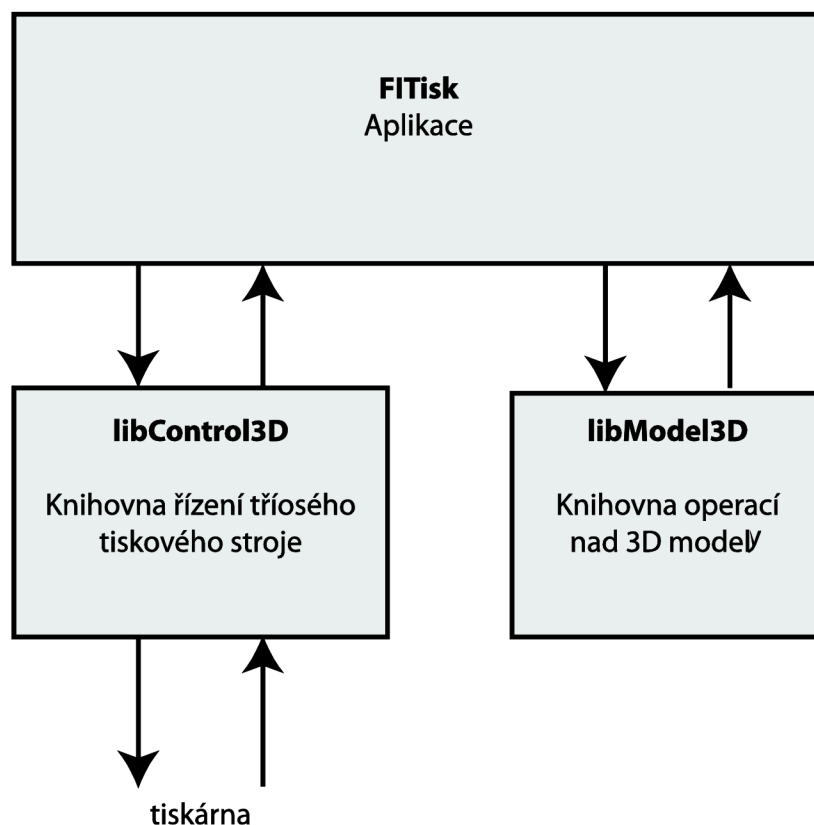 FITisk
Aplikace
libControl3D
Knihovna řízení tříosého
tiskového stroje
libModel3D
Knihovna operací
nad 3D modely
tiskárna